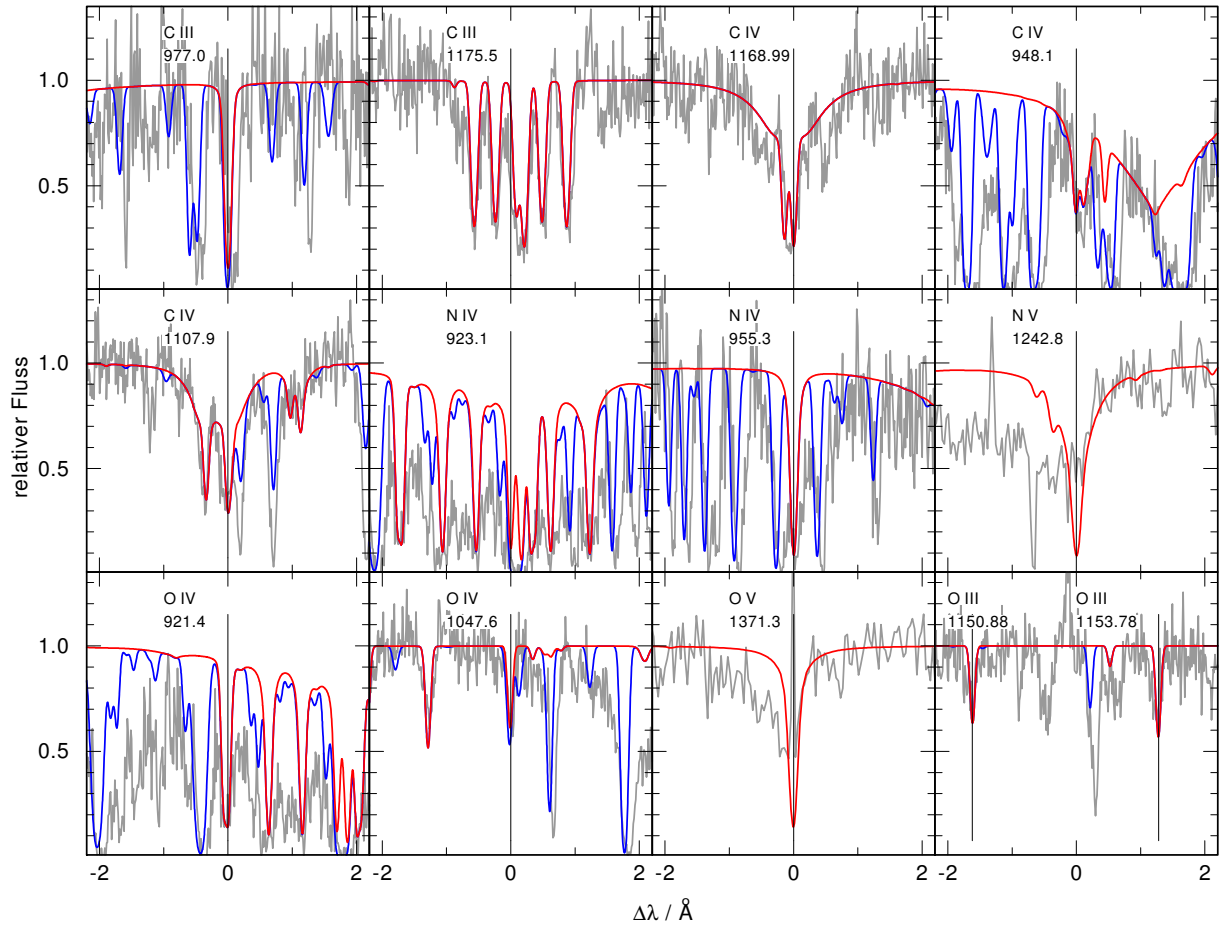 C III
977.0
C III
1175.5
C IV
1168.99
C IV
948.1
1.0
0.5
C IV
1107.9
N IV
923.1
N IV
955.3
N V
1242.8
1.0
0.5
relativer Fluss
O IV
921.4
O IV
1047.6
O V
1371.3
O III
1150.88
O III
1153.78
1.0
0.5
-2 0 2 -2 0 2 -2 0 2 -2 0 2
Δλ / Å